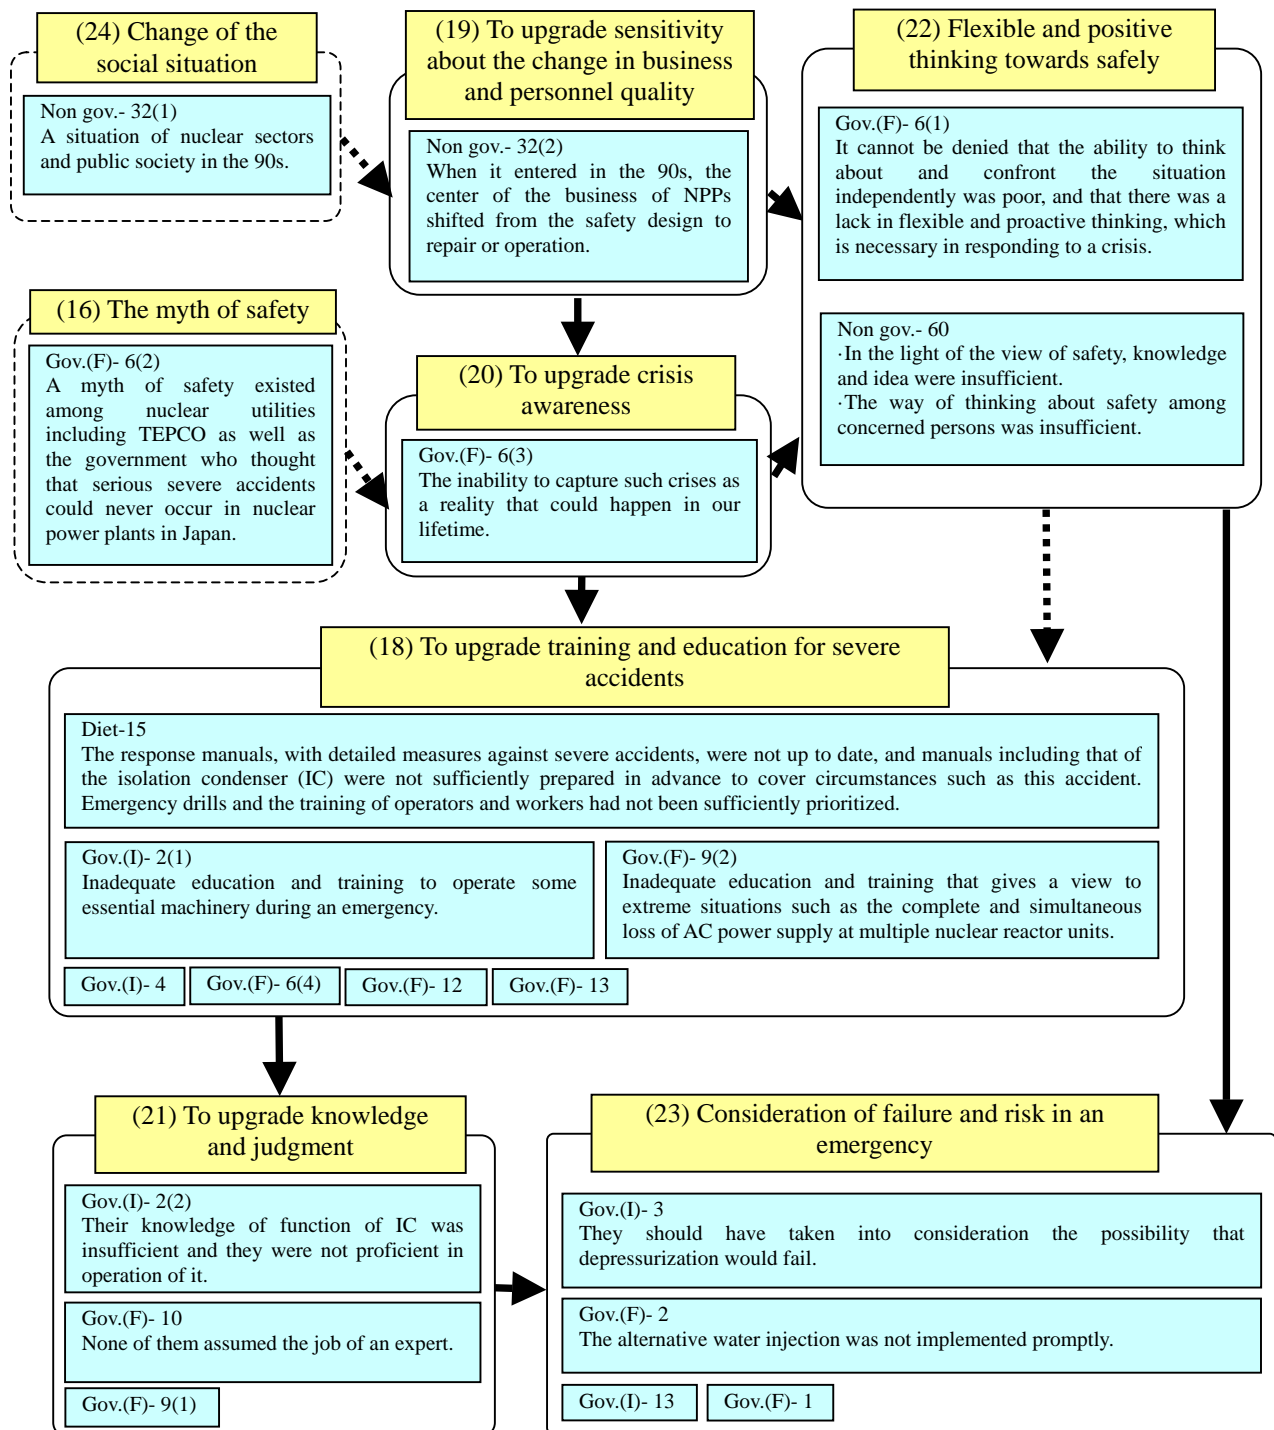 (24) Change of the
social situation
Non gov.- 32(1)
A situation of nuclear sectors
and public society in the 90s.
(19) To upgrade sensitivity
about the change in business
and personnel quality
Non gov.- 32(2)
When it entered in the 90s, the
center of the business of NPPs
shifted from the safety design to
repair or operation.
(22) Flexible and positive
thinking towards safely
Gov.(F)- 6(1)
It cannot be denied that the ability to think
about and confront the situation
independently was poor, and that there was a
lack in flexible and proactive thinking, which
is necessary in responding to a crisis.
Non gov.- 60
·In the light of the view of safety, knowledge
and idea were insufficient.
·The way of thinking about safety among
concerned persons was insufficient.
(16) The myth of safety
Gov.(F)- 6(2)
A myth of safety existed
among nuclear utilities
including TEPCO as well as
the government who thought
that serious severe accidents
could never occur in nuclear
power plants in Japan.
(20) To upgrade crisis
awareness
Gov.(F)- 6(3)
The inability to capture such crises as
a reality that could happen in our
lifetime.
(18) To upgrade training and education for severe
accidents
Diet-15
The response manuals, with detailed measures against severe accidents, were not up to date, and manuals including that of
the isolation condenser (IC) were not sufficiently prepared in advance to cover circumstances such as this accident.
Emergency drills and the training of operators and workers had not been sufficiently prioritized.
Gov.(I)- 2(1)
Inadequate education and training to operate some
essential machinery during an emergency.
Gov.(F)- 9(2)
Inadequate education and training that gives a view to
extreme situations such as the complete and simultaneous
loss of AC power supply at multiple nuclear reactor units.
Gov.(I)- 4
Gov.(F)- 6(4)
Gov.(F)- 12
Gov.(F)- 13
(21) To upgrade knowledge
and judgment
Gov.(I)- 2(2)
Their knowledge of function of IC was
insufficient and they were not proficient in
operation of it.
Gov.(F)- 10
None of them assumed the job of an expert.
Gov.(F)- 9(1)
(23) Consideration of failure and risk in an
emergency
Gov.(I)- 3
They should have taken into consideration the possibility that
depressurization would fail.
Gov.(F)- 2
The alternative water injection was not implemented promptly.
Gov.(I)- 13
Gov.(F)- 1